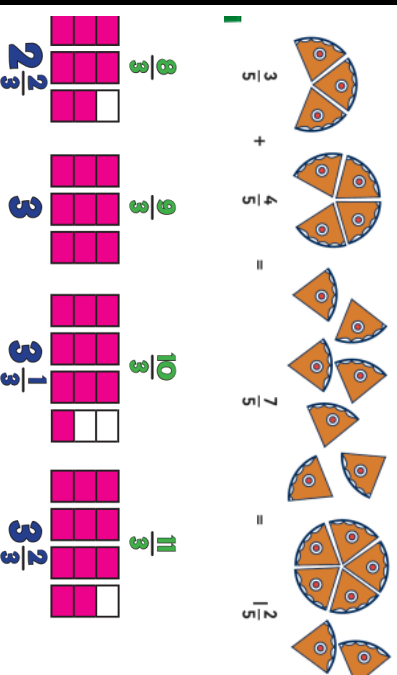 3/5 + 4/5 = 7/5 = 1 2/5
8/3 9/3 10/3 11/3
2 2/3 3 3 1/3 3 2/3